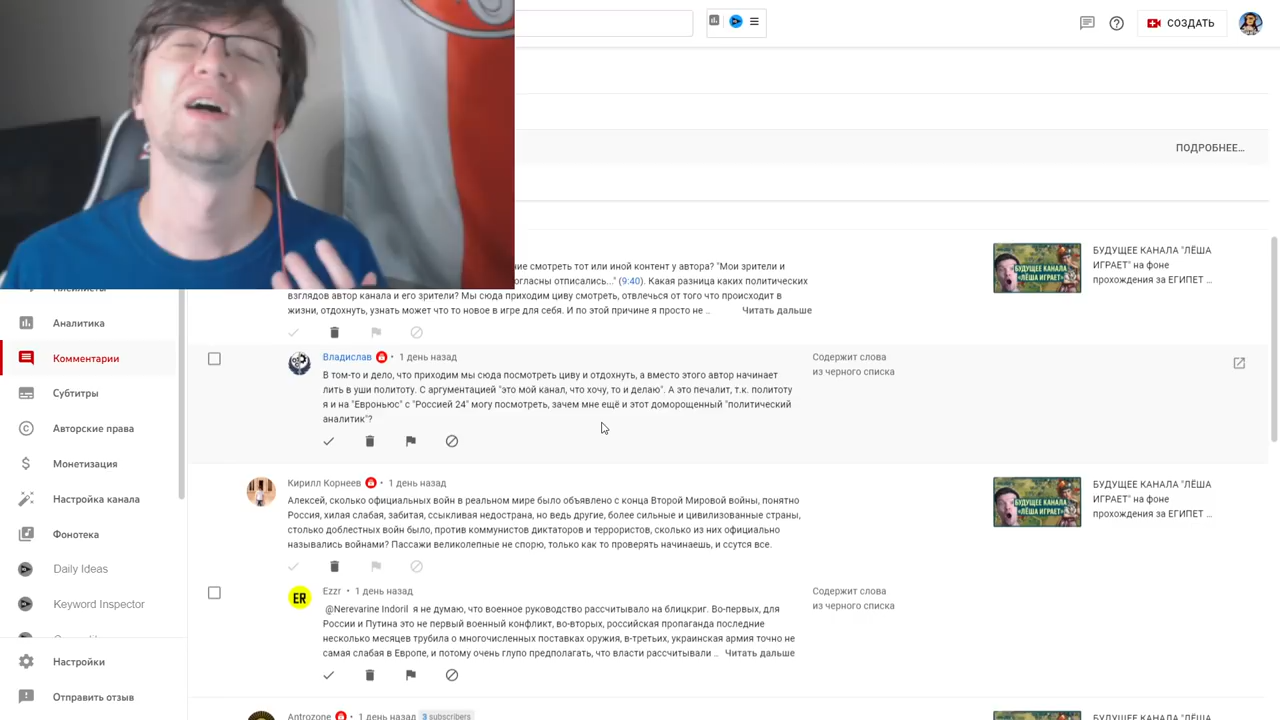 СОЗДАТЬ
ПОДРОБНЕЕ...
Аналитика
Комментарии
Субтитры
Авторские права
Монетизация
Настройка канала
Фонотека
Daily Ideas
Keyword Inspector
Настройки
Отправить отзыв
ние смотреть тот или иной контент у автора? "Мои зрители и
огласны отписались..." (9:40). Какая разница каких политических
взглядов автор канала и его зрители? Мы сюда приходим циву смотреть, отвлечься от того что происходит в
жизни, отдохнуть, узнать может что то новое в игре для себя. И по этой причине я просто не .. Читать дальше
БУДУЩЕЕ КАНАЛА "ЛЁША
ИГРАЕТ" на фоне
прохождения за ЕГИПЕТ ...
БУДУЩЕЕ КАНАЛА
«ЛЁША ИГРАЕТ»
Владислав • 1 день назад
В том-то и дело, что приходим мы сюда посмотреть циву и отдохнуть, а вместо этого автор начинает
лить в уши политоту. С аргументацией "это мой канал, что хочу, то и делаю". А это печалит, т.к. политоту
я и на "Евроньюс" с "Россией 24" могу посмотреть, зачем мне ещё и этот доморощенный "политический
аналитик"?
Содержит слова
из черного списка
Кирилл Корнеев • 1 день назад
Алексей, сколько официальных войн в реальном мире было объявлено с конца Второй Мировой войны, понятно
Россия, хилая слабая, забитая, ссыкливая недострана, но ведь другие, более сильные и цивилизованные страны,
столько доблестных войн было, против коммунистов диктаторов и террористов, сколько из них официально
назывались войнами? Пассажи великолепные не спорю, только как то проверять начинаешь, и ссутся все.
БУДУЩЕЕ КАНАЛА "ЛЁША
ИГРАЕТ" на фоне
прохождения за ЕГИПЕТ ...
БУДУЩЕЕ КАНАЛА
«ЛЁША ИГРАЕТ»
ER
Ezzr • 1 день назад
@Nerevarine Indoril я не думаю, что военное руководство рассчитывало на блицкриг. Во-первых, для
России и Путина это не первый военный конфликт, во-вторых, российская пропаганда последние
несколько месяцев трубила о многочисленных поставках оружия, в-третьих, украинская армия точно не
самая слабая в Европе, и потому очень глупо предполагать, что власти рассчитывали .. Читать дальше
Содержит слова
из черного списка
Antrozone • 1 день назад 3 subscribers
БУДУЩЕЕ КАНАЛА "ЛЁША